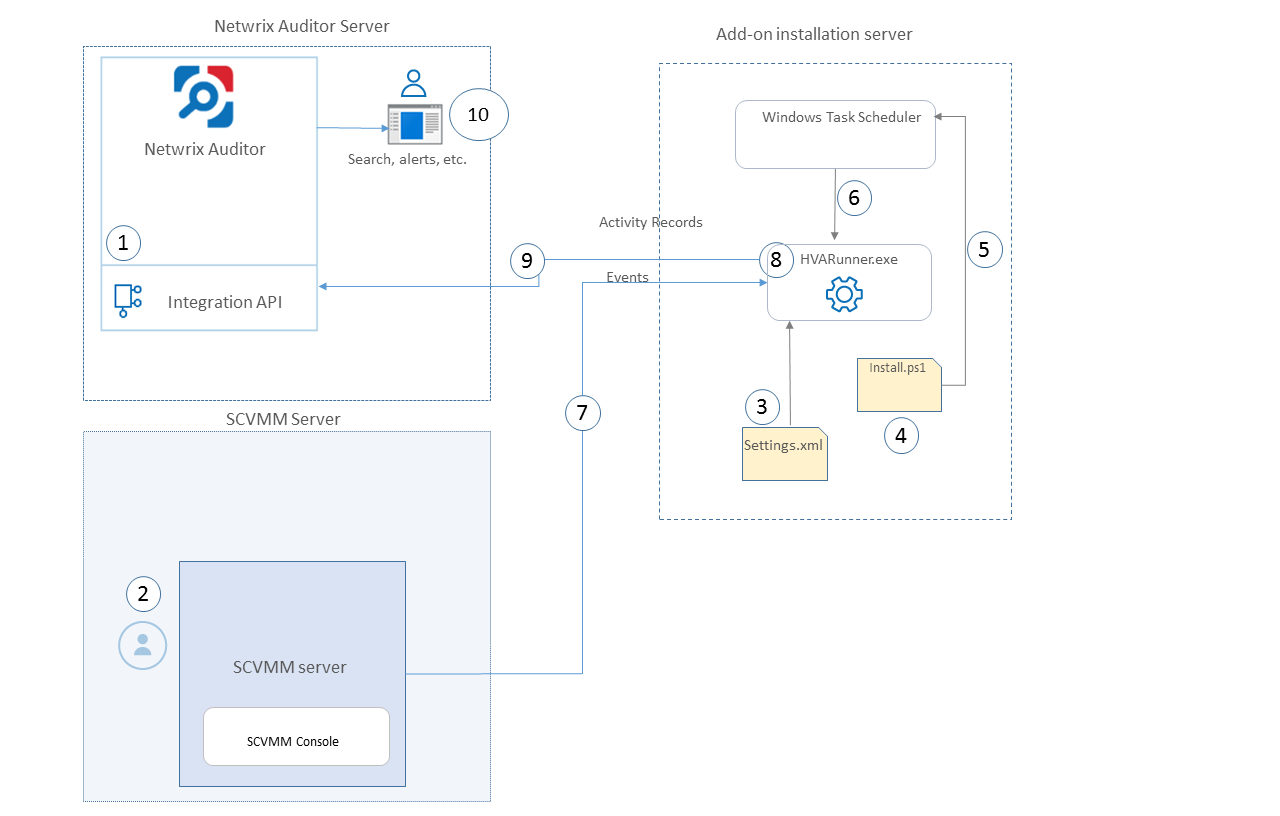 Netwrix Auditor Server
Add-on installation server
Netwrix Auditor
10
Search, alerts, etc.
Windows Task Scheduler
6
5
Activity Records
1
9
8
HVARunner.exe
Events
Integration API
Install.ps1
3
4
Settings.xml
7
SCVMM Server
2
SCVMM server
SCVMM Console